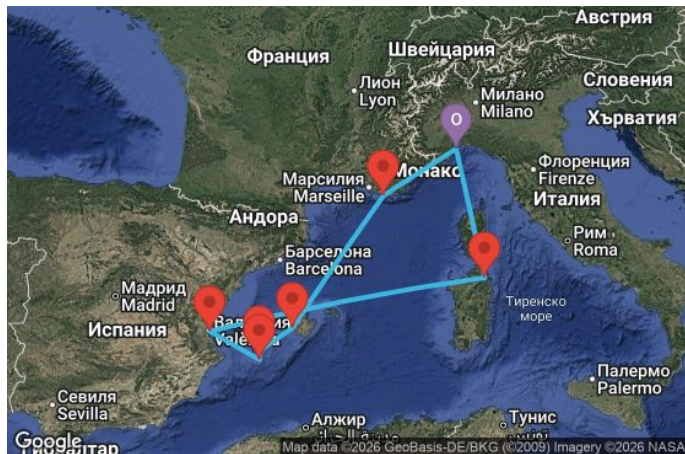 Австрия
Франция
Швейцария
Словения
Лион
Lyon
Милано
Milano
Хърватия
O
Монако
Марсилия
Marseille
Флоренция
Firenze
Италия
Андора
Рим
Roma
Барселона
Barcelona
Мадрид
Madrid
Тиренско
море
Испания
València
Палермо
Palermo
Севиля
Sevilla
Алжир
Тунис
Google
Map data ©2026 GeoBasis-DE/BKG (©2009) Imagery ©2026 NASA